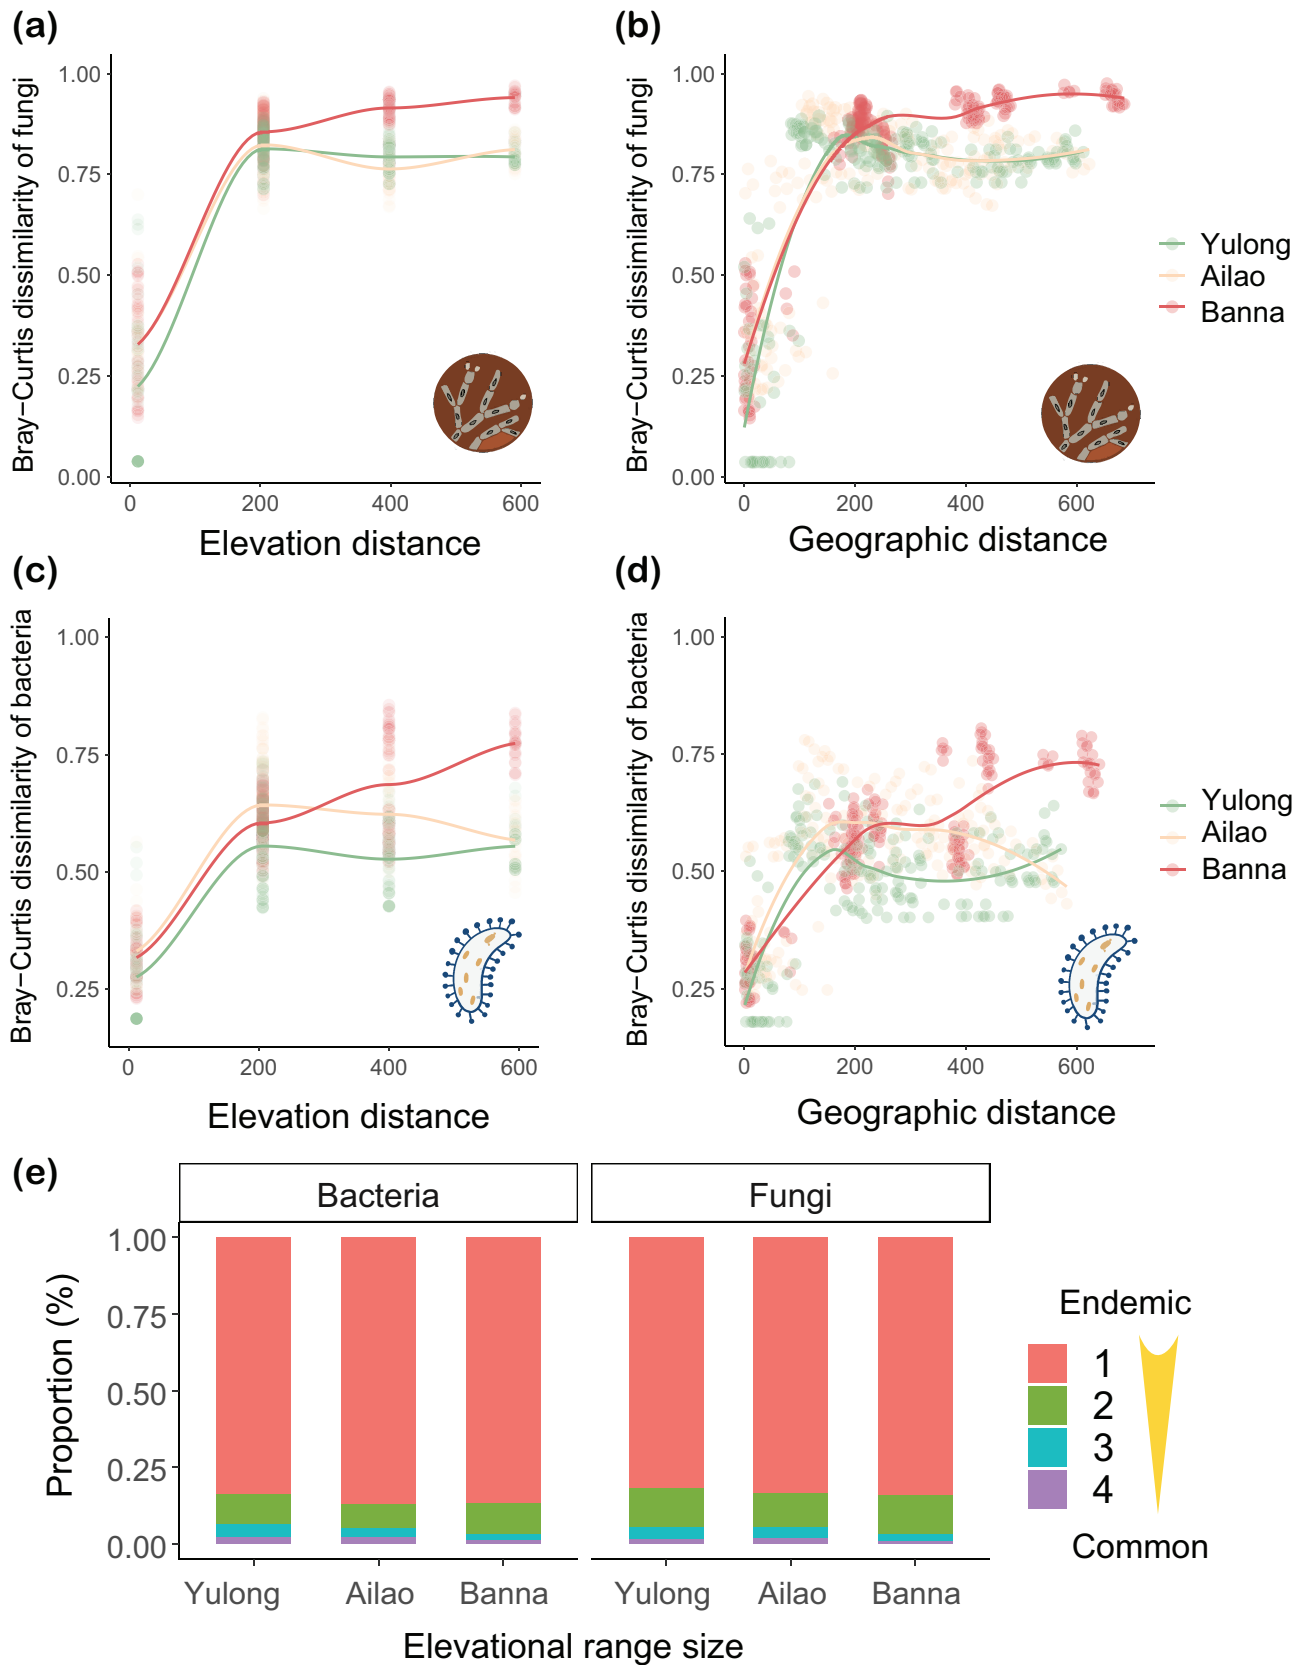 (a)
Bray−Curtis dissimilarity of fungi
1.00
0.75
0.50
0.25
0.00
0 200 400 600
Elevation distance
(b)
Bray−Curtis dissimilarity of fungi
1.00
0.75
0.50
0.25
0.00
0 200 400 600
Geographic distance
Yulong
Ailao
Banna
(c)
Bray−Curtis dissimilarity of bacteria
1.00
0.75
0.50
0.25
0 200 400 600
Elevation distance
(d)
Bray−Curtis dissimilarity of bacteria
1.00
0.75
0.50
0.25
0 200 400 600
Geographic distance
Yulong
Ailao
Banna
(e)
Bacteria Fungi
Proportion (%)
1.00
0.75
0.50
0.25
0.00
Yulong Ailao Banna Yulong Ailao Banna
Elevational range size
Endemic
1
2
3
4
Common